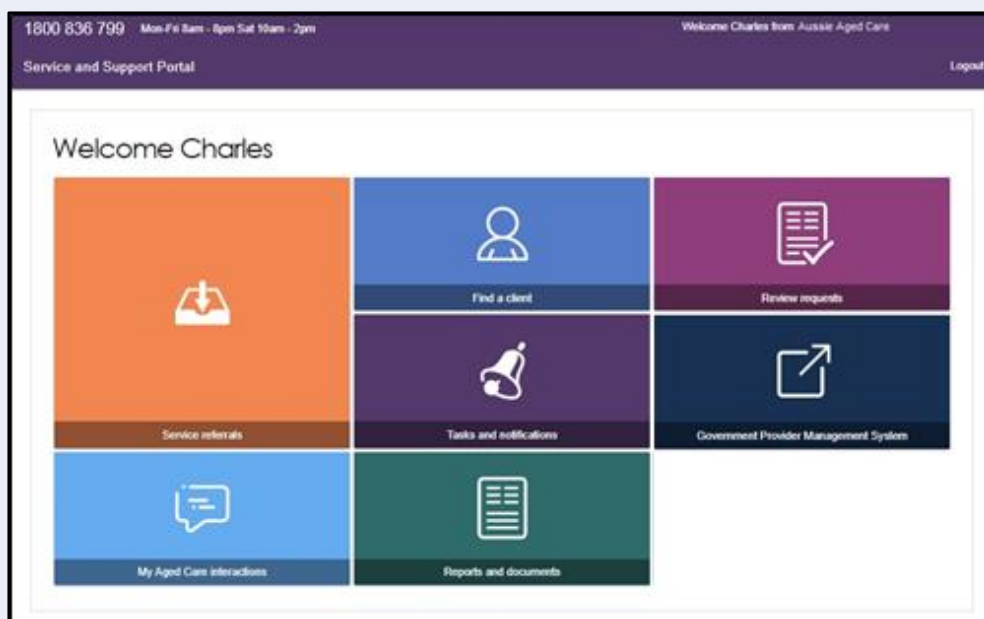 1800 836 799 Mon-Fri 8am - 8pm Sat 10am - 2pm Welcome Charles from Aussie Aged Care
Service and Support Portal Logout
Welcome Charles
Find a client Review requests
Service referrals Tasks and notifications Government Provider Management System
My Aged Care interactions Reports and documents